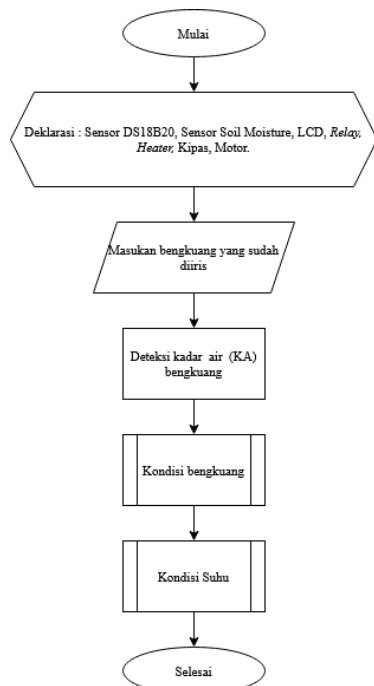 Mulai
Deklarasi : Sensor DS18B20, Sensor Soil Moisture, LCD, Relay,
Heater, Kipas, Motor.
Masukan bengkuang yang sudah
diiris
Deteksi kadar air (KA)
bengkuang
Kondisi bengkuang
Kondisi Suhu
Selesai